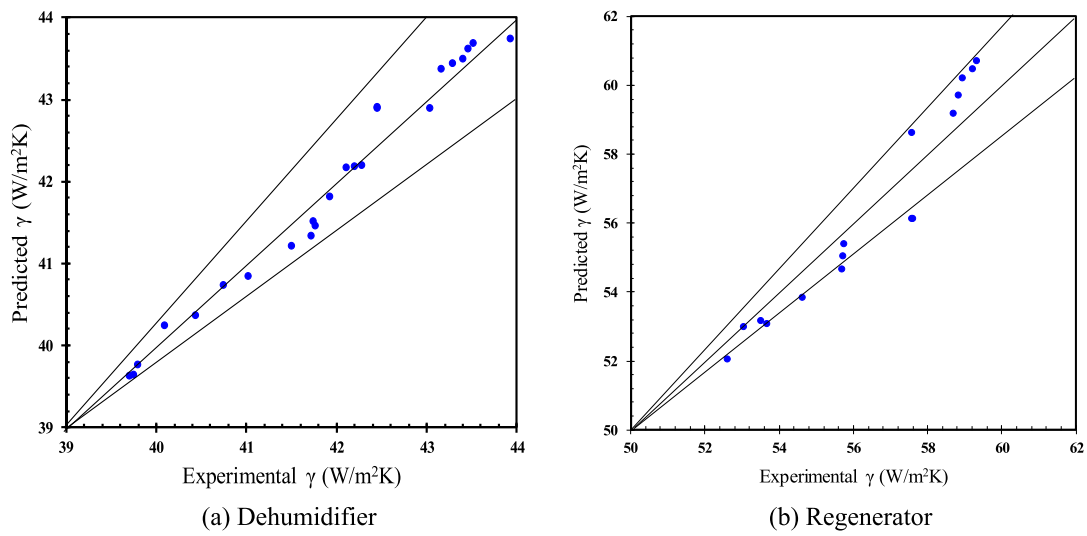 44
43
42
41
40
39
Predicted γ (W/m²K)
39 40 41 42 43 44
Experimental γ (W/m²K)
(a) Dehumidifier
62
60
58
56
54
52
50
Predicted γ (W/m²K)
50 52 54 56 58 60 62
Experimental γ (W/m²K)
(b) Regenerator